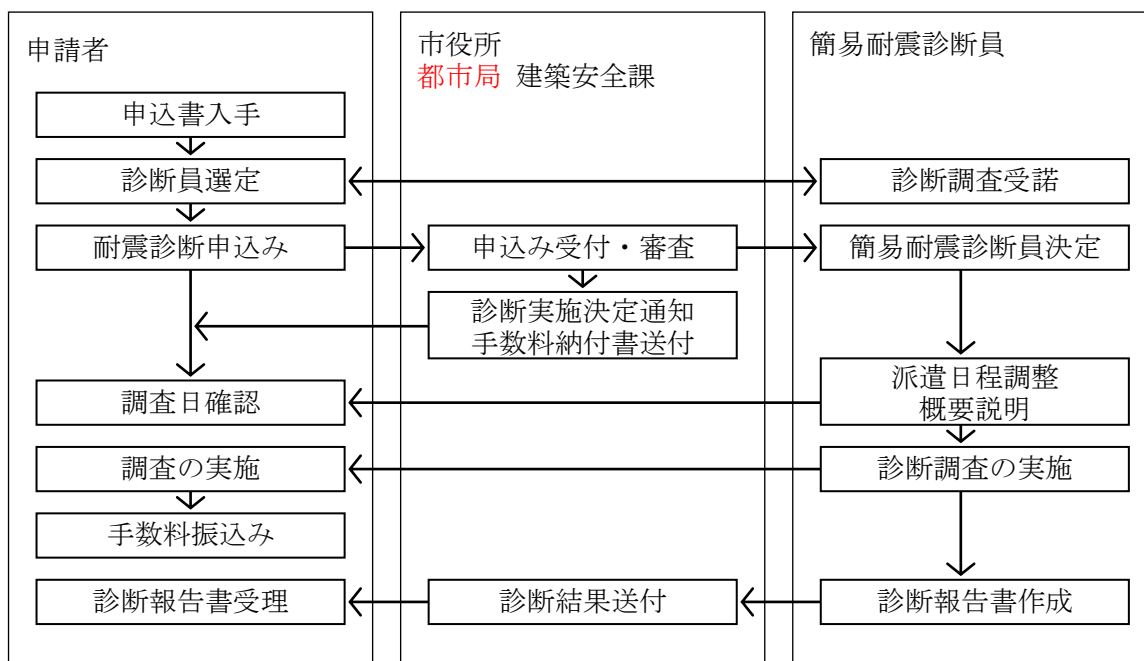 申請者
市役所
都市局 建築安全課
簡易耐震診断員
申込書入手
診断員選定
診断調査受諾
耐震診断申込み
申込み受付・審査
簡易耐震診断員決定
診断実施決定通知
手数料納付書送付
派遣日程調整
概要説明
調査日確認
調査の実施
診断調査の実施
手数料振込み
診断報告書受理
診断結果送付
診断報告書作成